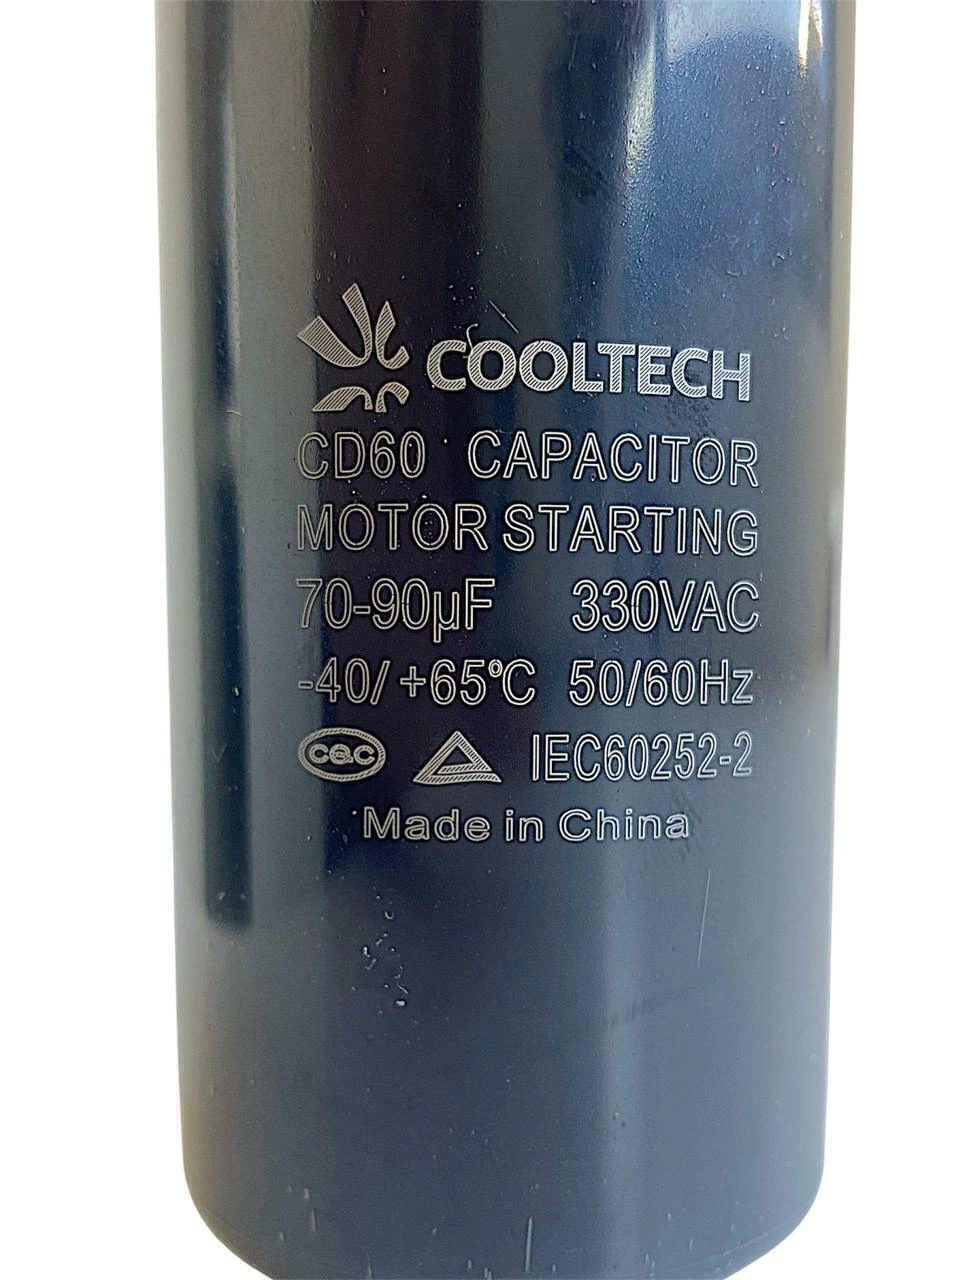 COOLTECH
CD60 CAPACITOR
MOTOR STARTING
70-90µF 330VAC
-40/+65°C 50/60Hz
CQC IEC60252-2
Made in China